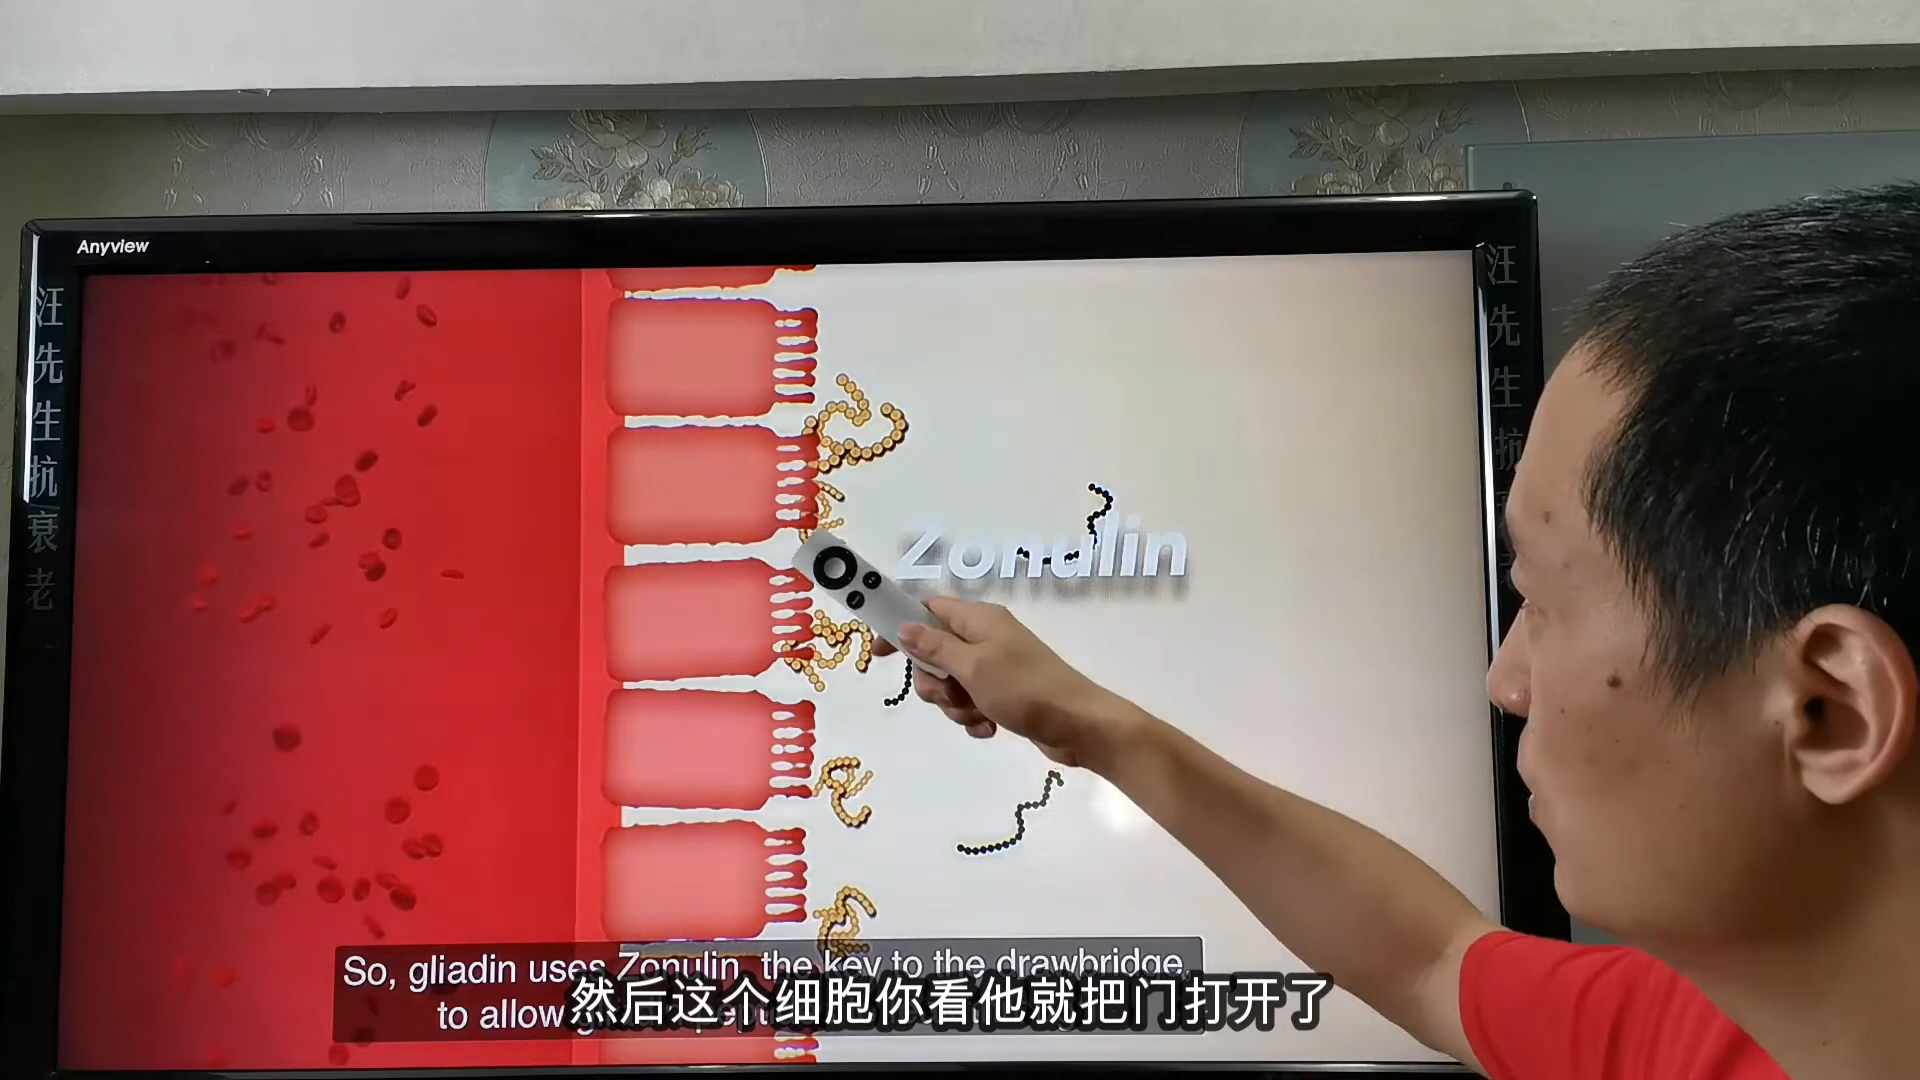 Anyview
汪先生抗衰老
汪先生抗
Zonulin
So, gliadin uses Zonulin, the key to the drawbridge,
to allow
然后这个细胞你看他就把门打开了